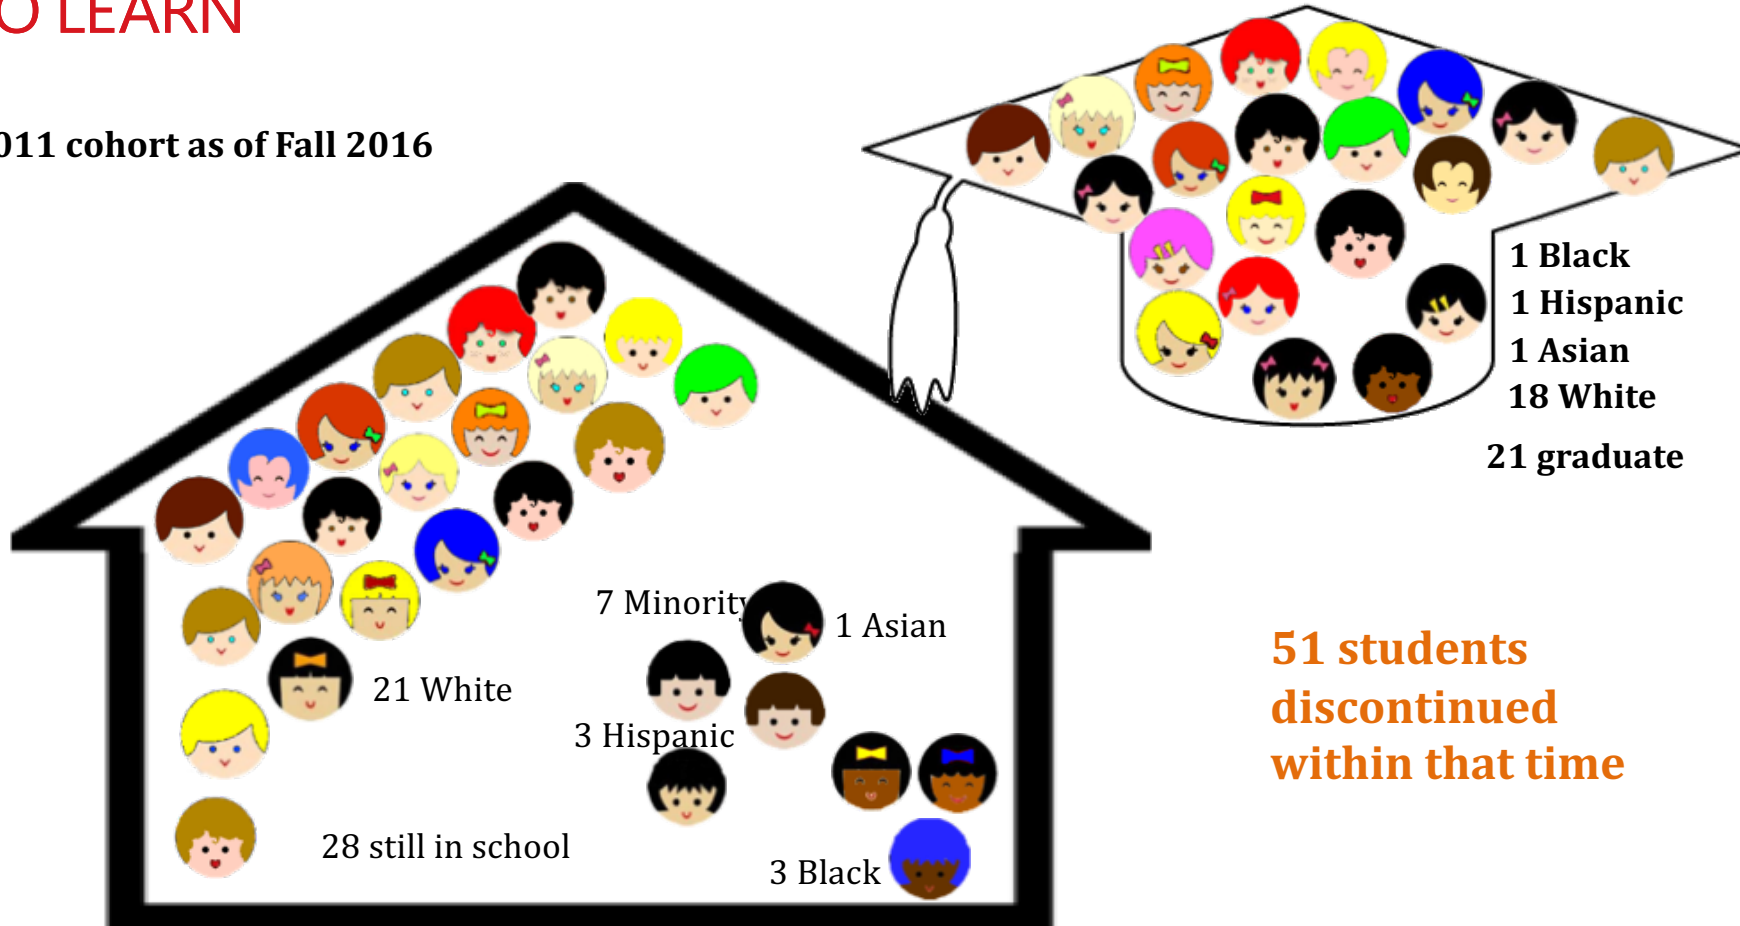 O LEARN
011 cohort as of Fall 2016
1 Black
1 Hispanic
1 Asian
18 White
21 graduate
7 Minority
1 Asian
21 White
3 Hispanic
28 still in school
3 Black
51 students
discontinued
within that time